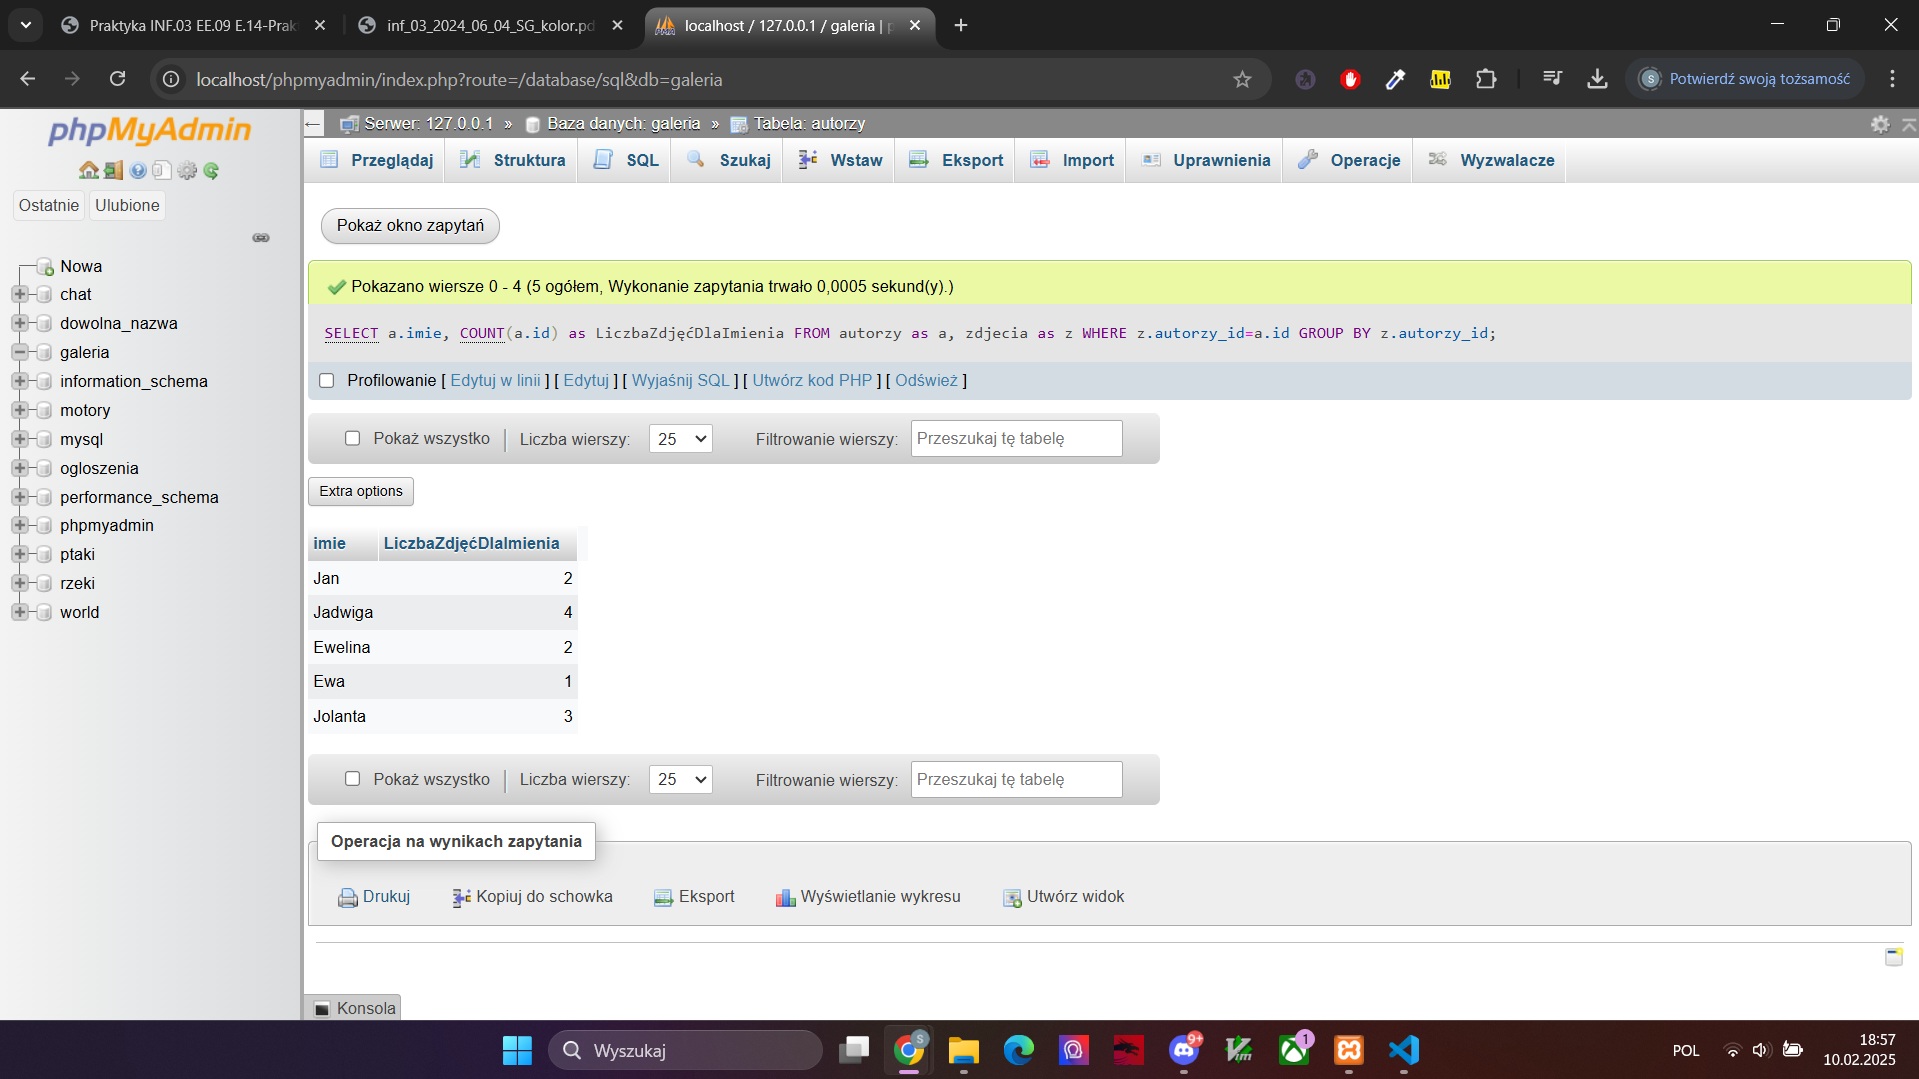 Praktyka INF.03 EE.09 E.14-Prak
inf_03_2024_06_04_SG_kolor.pd
localhost / 127.0.0.1 / galeria | p
localhost/phpmyadmin/index.php?route=/database/sql&db=galeria
S Potwierdź swoją tożsamość
phpMyAdmin
Ostatnie Ulubione
Nowa
chat
dowolna_nazwa
galeria
information_schema
motory
mysql
ogloszenia
performance_schema
phpmyadmin
ptaki
rzeki
world
Serwer: 127.0.0.1 » Baza danych: galeria » Tabela: autorzy
Przeglądaj Struktura SQL Szukaj Wstaw Eksport Import Uprawnienia Operacje Wyzwalacze
Pokaż okno zapytań
Pokazano wiersze 0 - 4 (5 ogółem, Wykonanie zapytania trwało 0,0005 sekund(y).)
SELECT a.imie, COUNT(a.id) as LiczbaZdjęćDlaImienia FROM autorzy as a, zdjecia as z WHERE z.autorzy_id=a.id GROUP BY z.autorzy_id;
Profilowanie [ Edytuj w linii ] [ Edytuj ] [ Wyjaśnij SQL ] [ Utwórz kod PHP ] [ Odśwież ]
Pokaż wszystko | Liczba wierszy: 25 Filtrowanie wierszy: Przeszukaj tę tabelę
Extra options
imie LiczbaZdjęćDlaImienia
Jan 2
Jadwiga 4
Ewelina 2
Ewa 1
Jolanta 3
Pokaż wszystko | Liczba wierszy: 25 Filtrowanie wierszy: Przeszukaj tę tabelę
Operacja na wynikach zapytania
Drukuj Kopiuj do schowka Eksport Wyświetlanie wykresu Utwórz widok
Konsola
Wyszukaj
S
9+
1
POL
18:57
10.02.2025